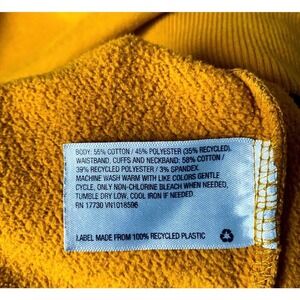 BODY: 55% COTTON / 45% POLYESTER (35% RECYCLED).
WAISTBAND, CUFFS AND NECKBAND: 58% COTTON /
39% RECYCLED POLYESTER / 3% SPANDEX.
MACHINE WASH WARM WITH LIKE COLORS GENTLE
CYCLE, ONLY NON-CHLORINE BLEACH WHEN NEEDED,
TUMBLE DRY LOW, COOL IRON IF NEEDED.
RN 17730 VN1018596
LABEL MADE FROM 100% RECYCLED PLASTIC